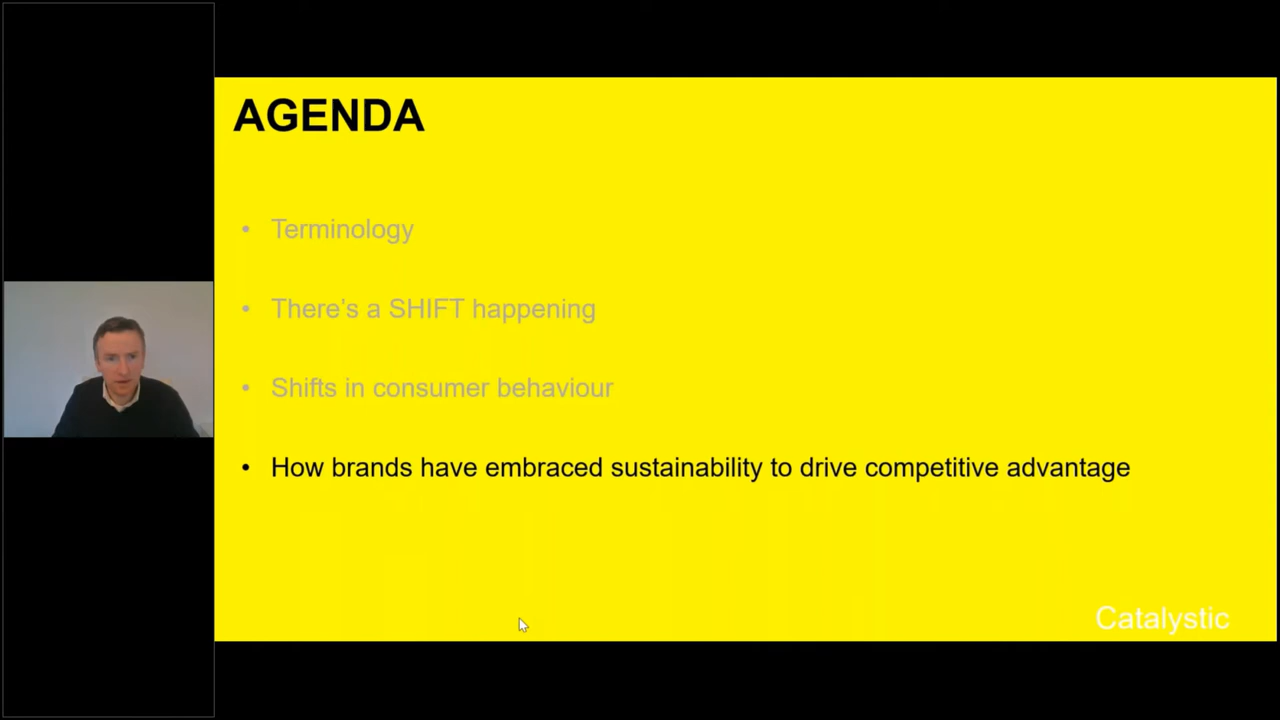 AGENDA
• Terminology
• There's a SHIFT happening
• Shifts in consumer behaviour
• How brands have embraced sustainability to drive competitive advantage
Catalystic